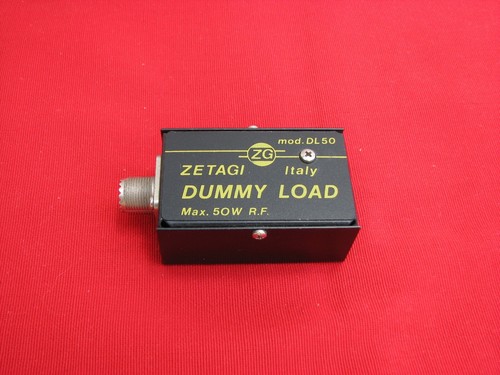 mod. DL50
ZG
ZETAGI Italy
DUMMY LOAD
Max. 50W R.F.